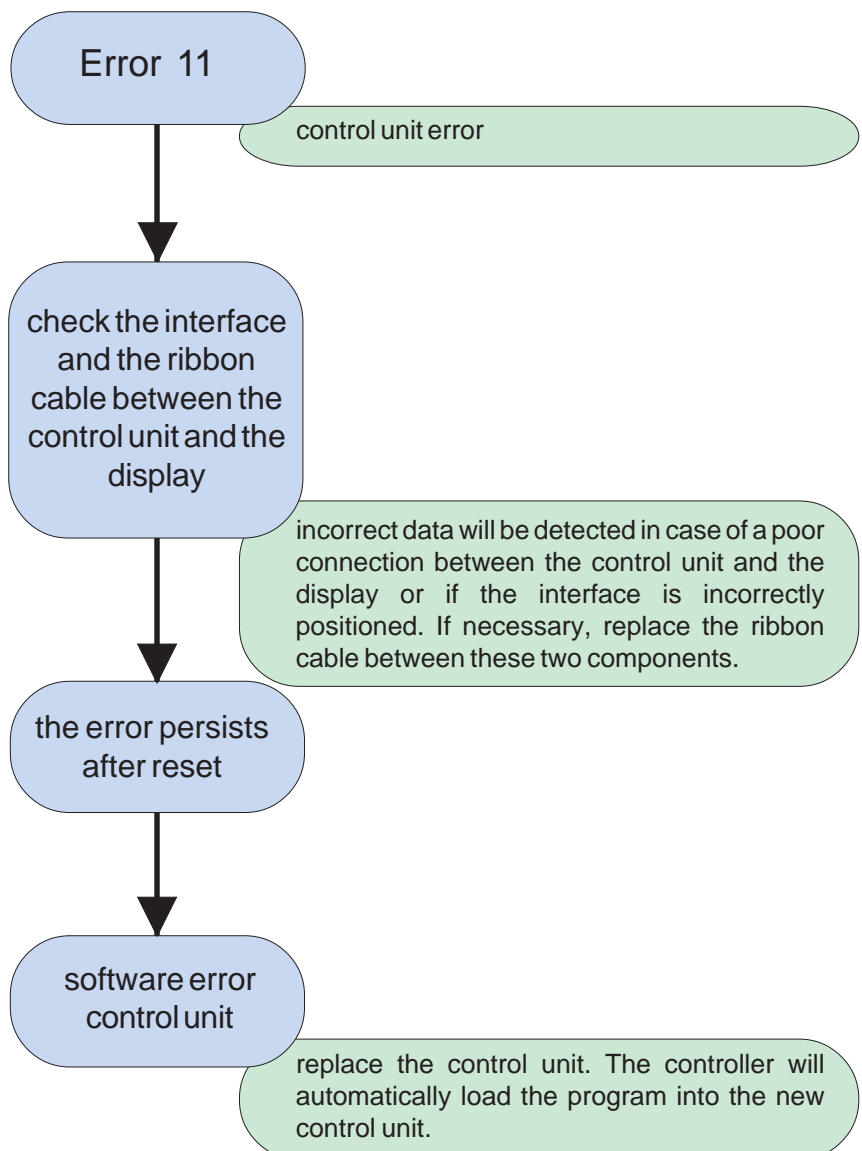 Error 11
control unit error
check the interface
and the ribbon
cable between the
control unit and the
display
incorrect data will be detected in case of a poor
connection between the control unit and the
display or if the interface is incorrectly
positioned. If necessary, replace the ribbon
cable between these two components.
the error persists
after reset
software error
control unit
replace the control unit. The controller will
automatically load the program into the new
control unit.